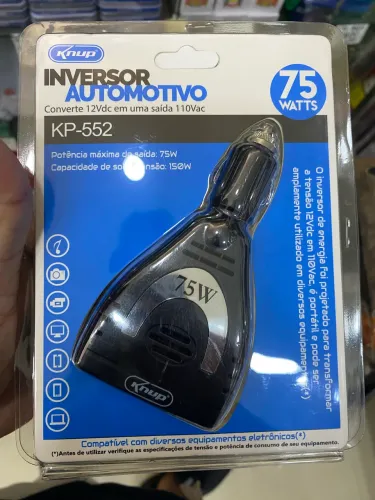 Knup
INVERSOR
AUTOMOTIVO
Converte 12Vdc em uma saída 110Vac
75
WATTS
KP-552
Potência máxima de saída: 75W
Capacidade de so tensão: 150W
75W
Knup
O inversor de energia foi projetado para transformar
a tensão 12Vdc em 110Vac, é portátil e pode ser
amplamente utilizado em diversos equipamentos(*)
Compatível com diversos equipamentos eletrônicos(*)
(*)Antes de utilizar verifique as especificações de tensão e potência de consumo de seu equipamento.